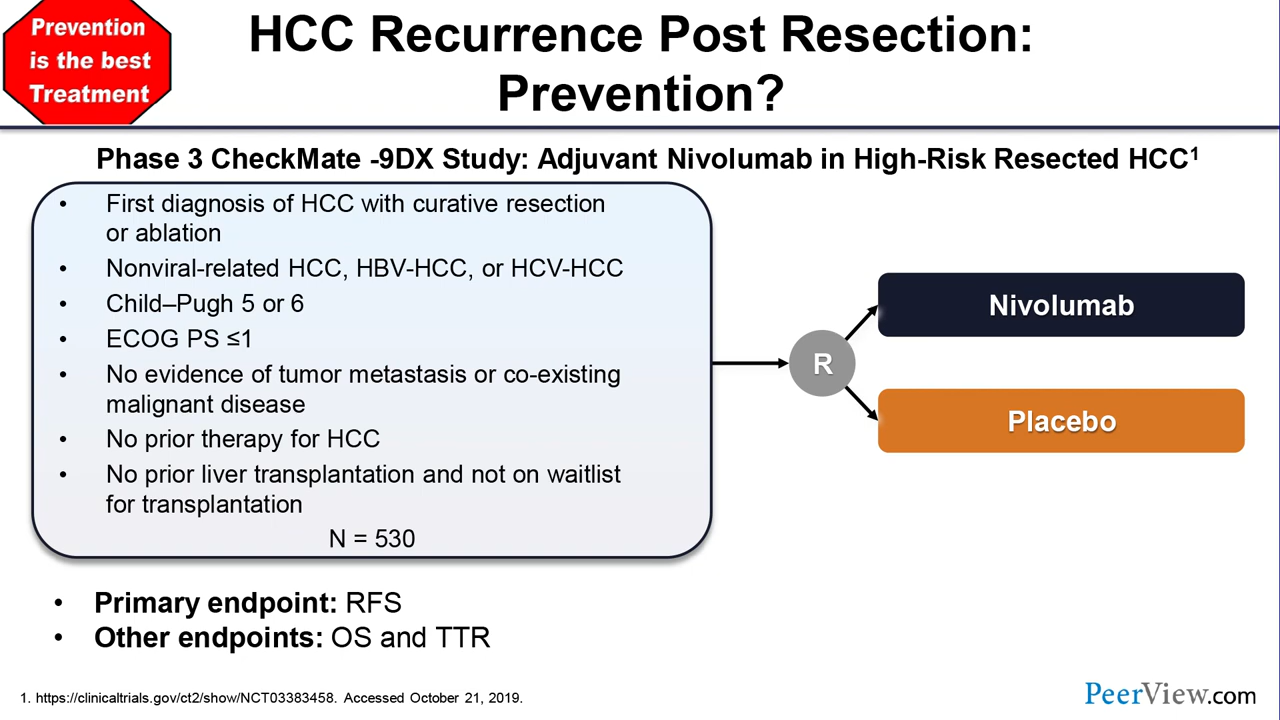 Prevention
is the best
Treatment
HCC Recurrence Post Resection:
Prevention?
Phase 3 CheckMate -9DX Study: Adjuvant Nivolumab in High-Risk Resected HCC1
• First diagnosis of HCC with curative resection
or ablation
• Nonviral-related HCC, HBV-HCC, or HCV-HCC
• Child–Pugh 5 or 6
• ECOG PS ≤1
• No evidence of tumor metastasis or co-existing
malignant disease
• No prior therapy for HCC
• No prior liver transplantation and not on waitlist
for transplantation
N = 530
R
Nivolumab
Placebo
• Primary endpoint: RFS
• Other endpoints: OS and TTR
1. https://clinicaltrials.gov/ct2/show/NCT03383458. Accessed October 21, 2019.
PeerView.com